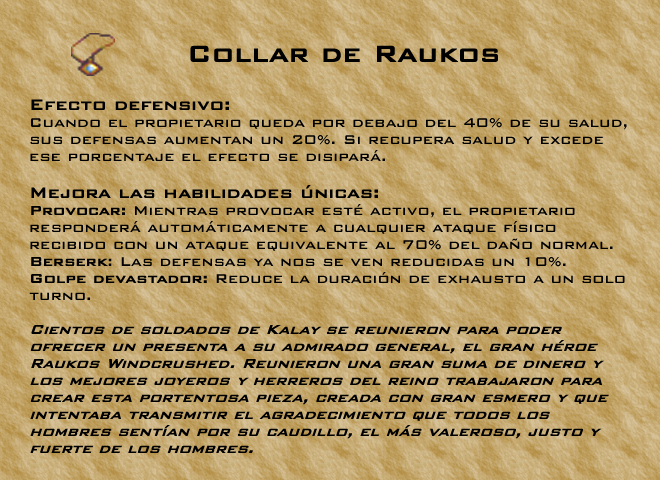 Collar de Raukos
Efecto defensivo:
Cuando el propietario queda por debajo del 40% de su salud,
sus defensas aumentan un 20%. Si recupera salud y excede
ese porcentaje el efecto se disipará.
Mejora las habilidades únicas:
Provocar: Mientras provocar esté activo, el propietario
responderá automáticamente a cualquier ataque físico
recibido con un ataque equivalente al 70% del daño normal.
Berserk: Las defensas ya nos se ven reducidas un 10%.
Golpe devastador: Reduce la duración de exhausto a un solo
turno.
Cientos de soldados de Kalay se reunieron para poder
ofrecer un presenta a su admirado general, el gran héroe
Raukos Windcrushed. Reunieron una gran suma de dinero y
los mejores joyeros y herreros del reino trabajaron para
crear esta portentosa pieza, creada con gran esmero y que
intentaba transmitir el agradecimiento que todos los
hombres sentían por su caudillo, el más valeroso, justo y
fuerte de los hombres.